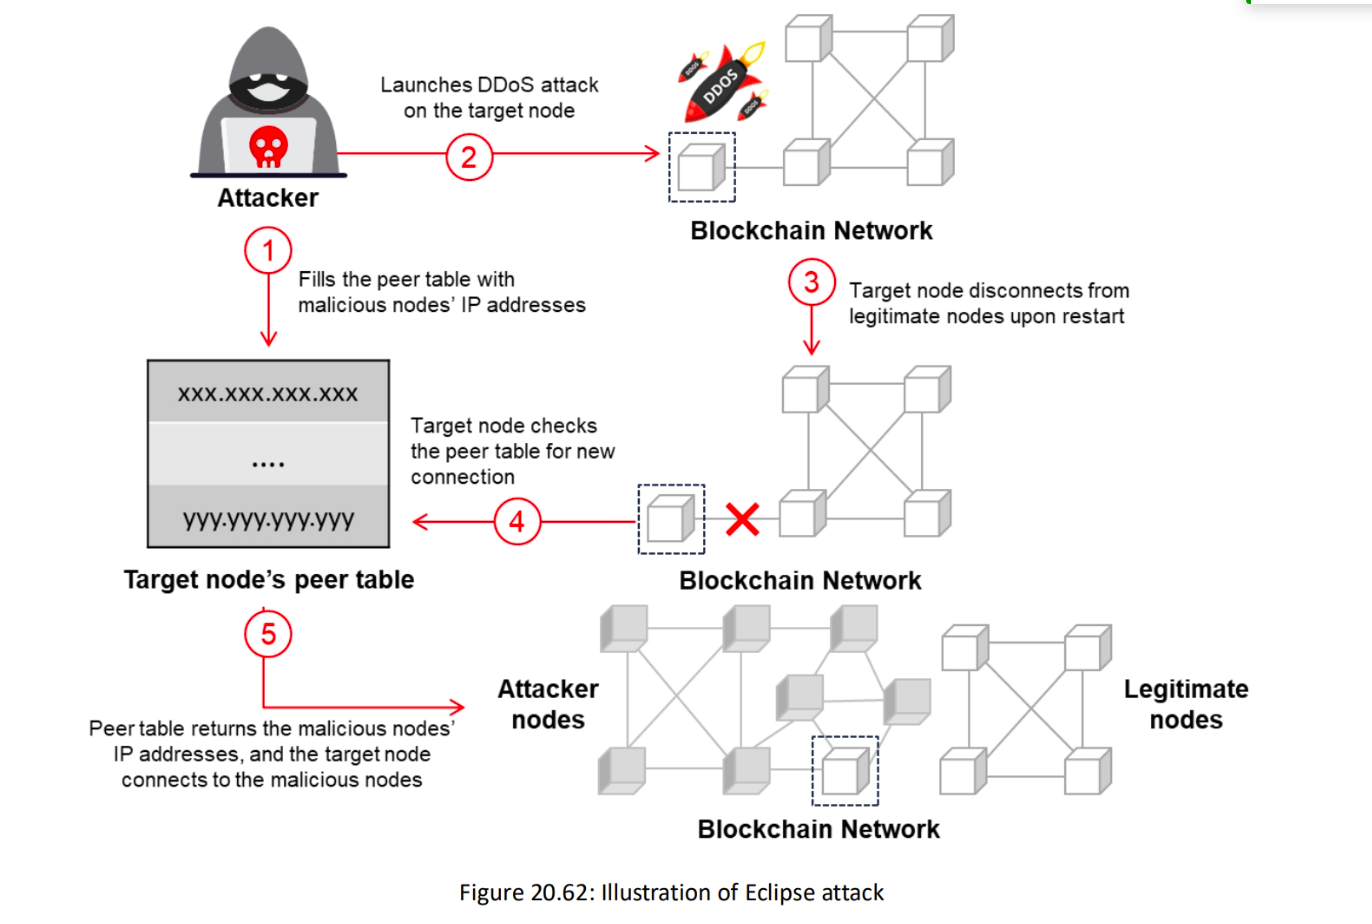 Launches DDoS attack
on the target node
DDOS
DDOS
DDOS
2
Attacker
Blockchain Network
1
Fills the peer table with
malicious nodes' IP addresses
3
Target node disconnects from
legitimate nodes upon restart
xxx.xxx.xxx.xxx
....
yyy.yyy.yyy.yyy
Target node checks
the peer table for new
connection
4
Target node's peer table
Blockchain Network
5
Peer table returns the malicious nodes'
IP addresses, and the target node
connects to the malicious nodes
Attacker
nodes
Legitimate
nodes
Blockchain Network
Figure 20.62: Illustration of Eclipse attack